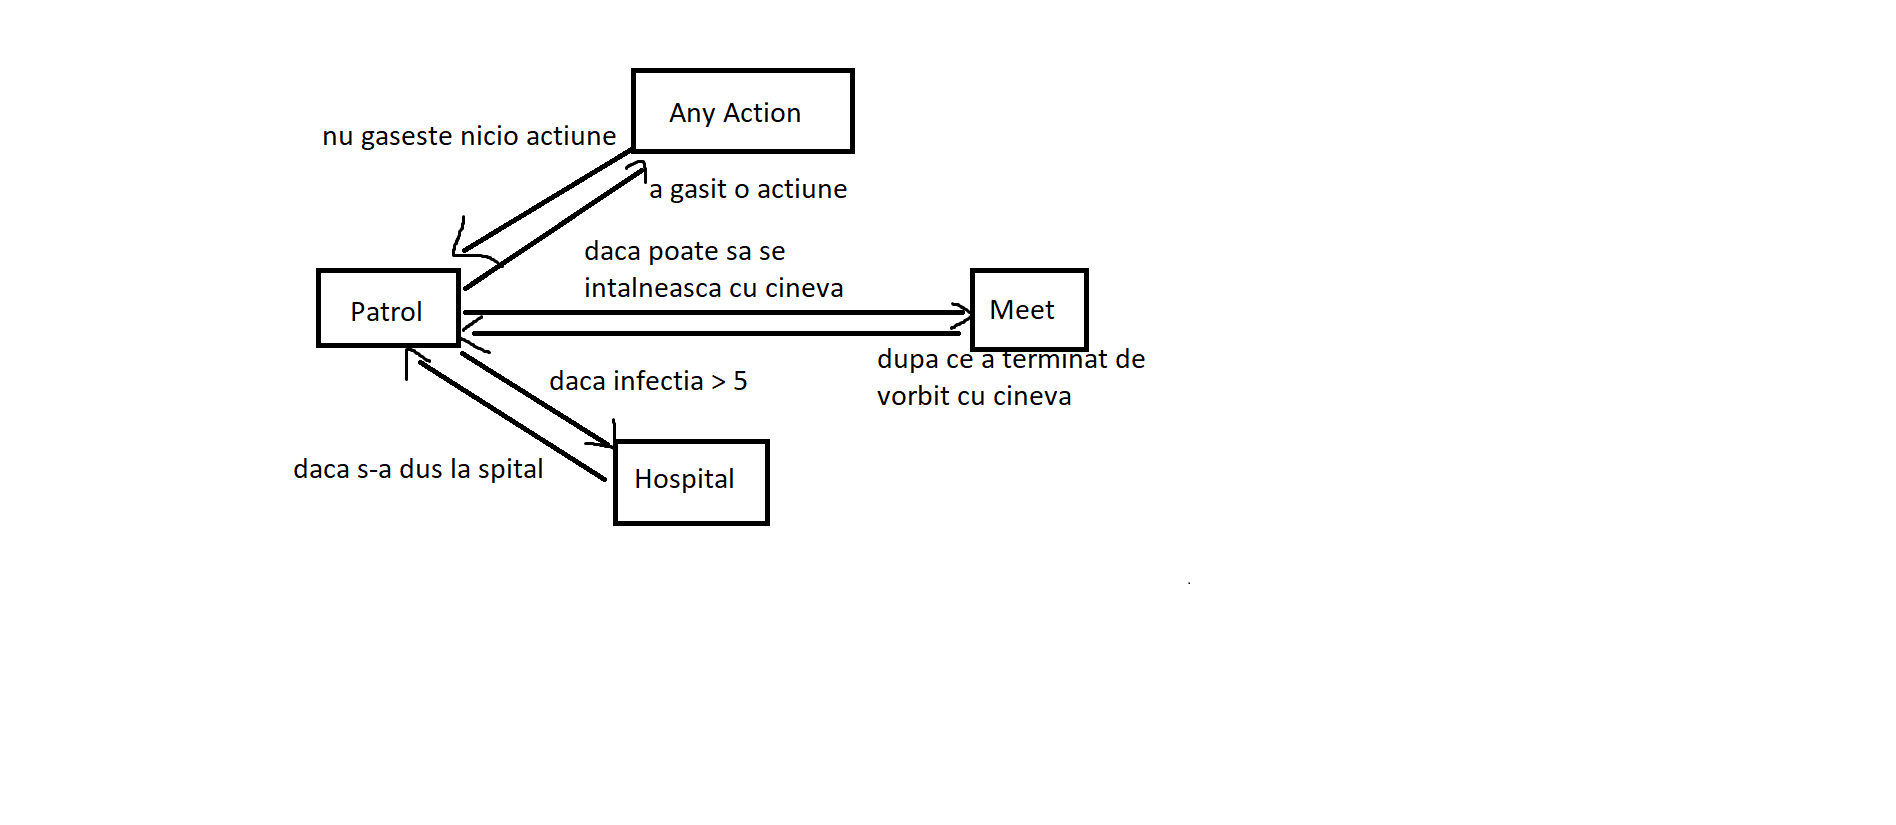 Any Action
nu gaseste nicio actiune
a gasit o actiune
daca poate sa se
intalneasca cu cineva
Patrol
Meet
dupa ce a terminat de
vorbit cu cineva
daca infectia > 5
daca s-a dus la spital
Hospital